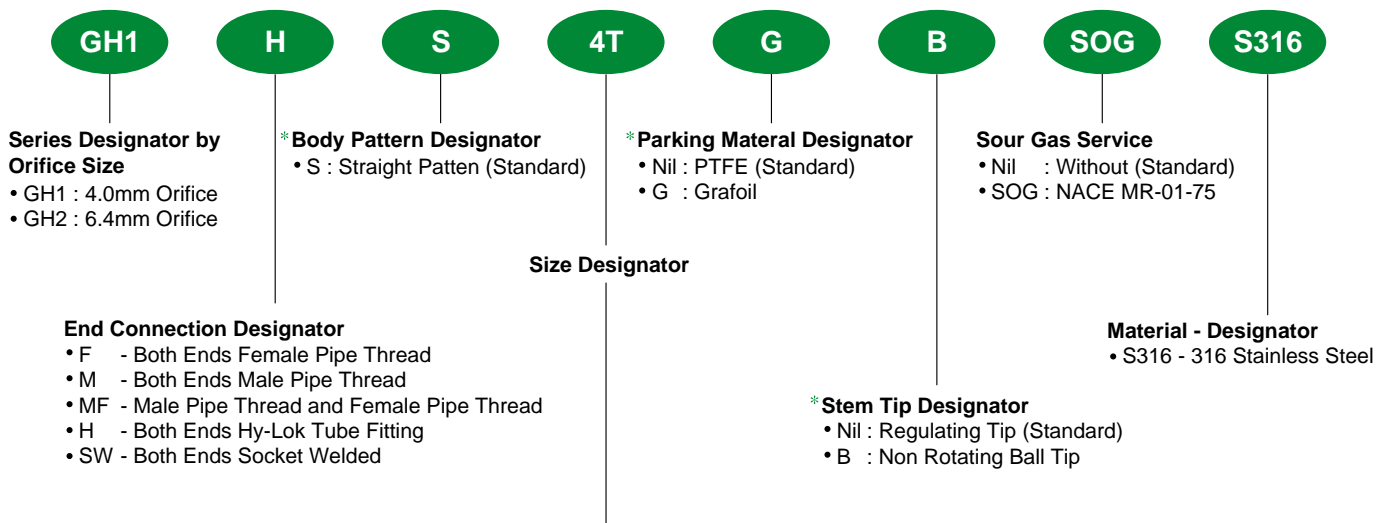 GH1 H S 4T G B SOG S316
Series Designator by
Orifice Size
• GH1 : 4.0mm Orifice
• GH2 : 6.4mm Orifice
*Body Pattern Designator
• S : Straight Patten (Standard)
*Parking Materal Designator
• Nil : PTFE (Standard)
• G : Grafoil
Sour Gas Service
• Nil : Without (Standard)
• SOG : NACE MR-01-75
Size Designator
End Connection Designator
• F - Both Ends Female Pipe Thread
• M - Both Ends Male Pipe Thread
• MF - Male Pipe Thread and Female Pipe Thread
• H - Both Ends Hy-Lok Tube Fitting
• SW - Both Ends Socket Welded
*Stem Tip Designator
• Nil : Regulating Tip (Standard)
• B : Non Rotating Ball Tip
Material - Designator
• S316 - 316 Stainless Steel